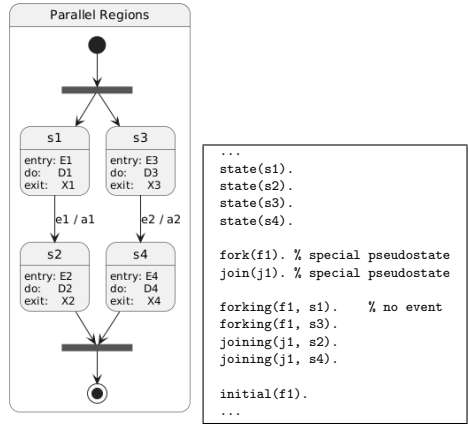 Parallel Regions
s1
entry: E1
do: D1
exit: X1
s3
entry: E3
do: D3
exit: X3
e1 / a1
e2 / a2
s2
entry: E2
do: D2
exit: X2
s4
entry: E4
do: D4
exit: X4
...
state(s1).
state(s2).
state(s3).
state(s4).
fork(f1). % special pseudostate
join(j1). % special pseudostate
forking(f1, s1). % no event
forking(f1, s3).
joining(j1, s2).
joining(j1, s4).
initial(f1).
...